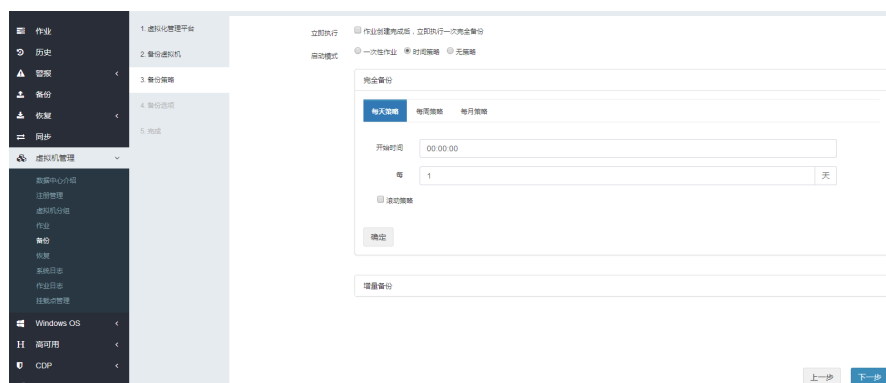 作业
历史
警报
备份
恢复
同步
虚拟机管理
数据中心介绍
注册管理
虚拟机分组
作业
备份
恢复
系统日志
作业日志
挂载点管理
Windows OS
高可用
CDP
1. 虚拟化管理平台
2. 备份虚拟机
3. 备份策略
4. 备份选项
5. 完成
立即执行 作业创建完成后，立即执行一次完全备份
启动模式 一次性作业 时间策略 无策略
完全备份
每天策略 每周策略 每月策略
开始时间 00:00:00
每 1 天
滚动策略
确定
增量备份
上一步 下一步